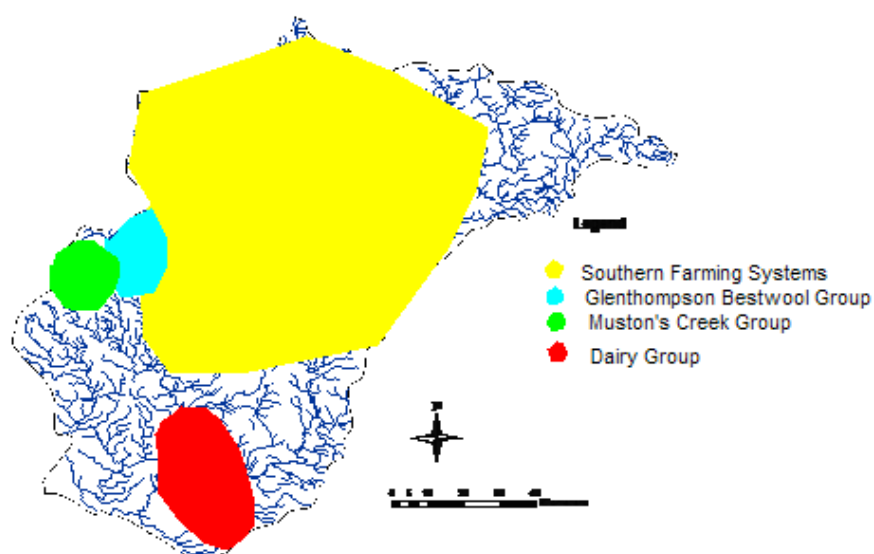 Legend
Southern Farming Systems
Glenthompson Bestwool Group
Muston's Creek Group
Dairy Group